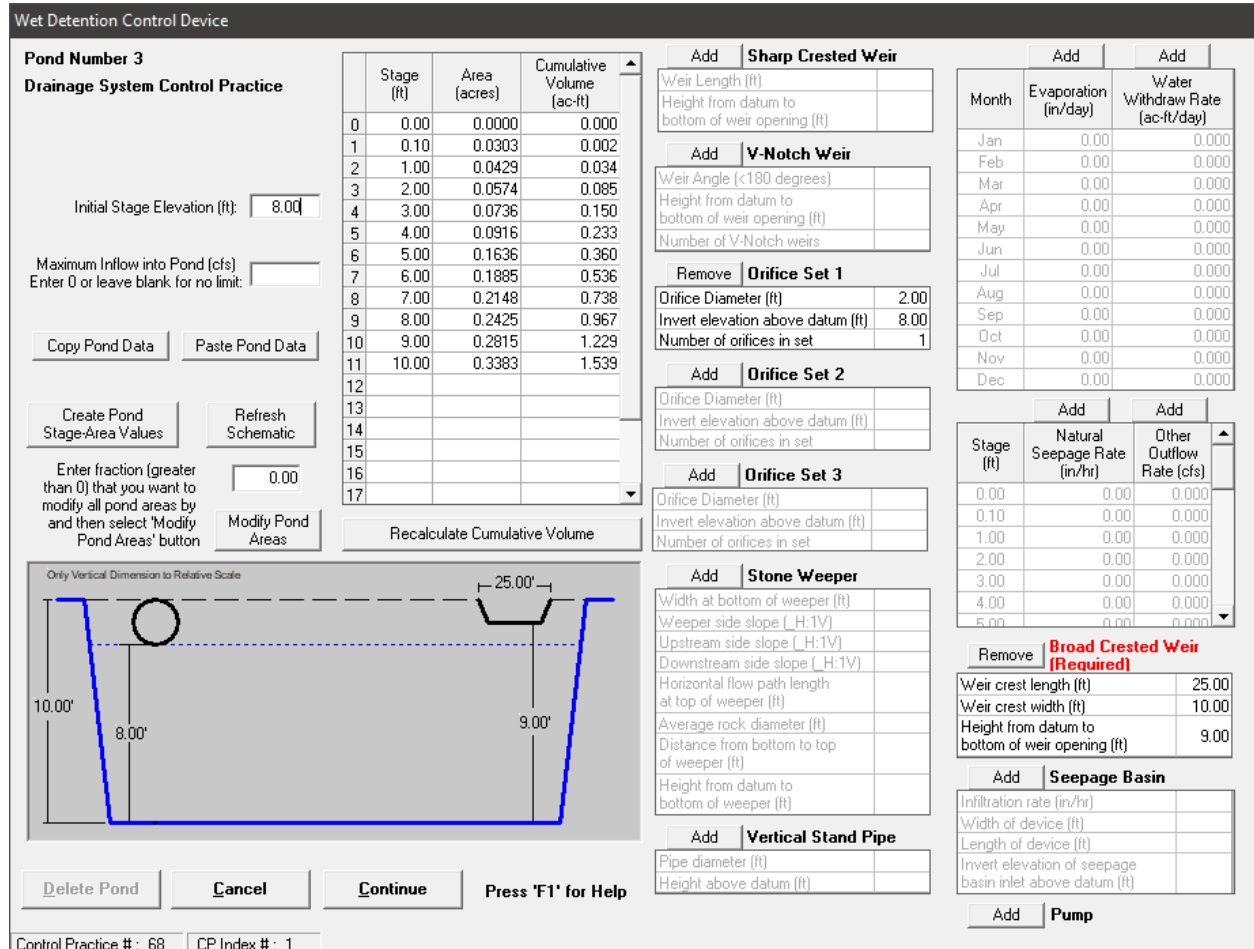 Wet Detention Control Device
Pond Number 3
Drainage System Control Practice
Initial Stage Elevation (ft): 8.00
Maximum Inflow into Pond (cfs)
Enter 0 or leave blank for no limit:
Copy Pond Data Paste Pond Data
Create Pond
Stage-Area Values
Refresh
Schematic
Enter fraction (greater
than 0) that you want to
modify all pond areas by
and then select 'Modify
Pond Areas' button
0.00
Modify Pond
Areas
Stage
(ft)
Area
(acres)
Cumulative
Volume
(ac-ft)
0 0.00 0.0000 0.000
1 0.10 0.0303 0.002
2 1.00 0.0429 0.034
3 2.00 0.0574 0.085
4 3.00 0.0736 0.150
5 4.00 0.0916 0.233
6 5.00 0.1636 0.360
7 6.00 0.1885 0.536
8 7.00 0.2148 0.738
9 8.00 0.2425 0.967
10 9.00 0.2815 1.229
11 10.00 0.3383 1.539
12
13
14
15
16
17
Recalculate Cumulative Volume
Only Vertical Dimension to Relative Scale
25.00'
10.00'
8.00'
9.00'
Delete Pond Cancel Continue Press 'F1' for Help
Control Practice # : 68 CP Index # : 1
Add Sharp Crested Weir
Weir Length (ft)
Height from datum to
bottom of weir opening (ft)
Add V-Notch Weir
Weir Angle (<180 degrees)
Height from datum to
bottom of weir opening (ft)
Number of V-Notch weirs
Remove Orifice Set 1
Orifice Diameter (ft) 2.00
Invert elevation above datum (ft) 8.00
Number of orifices in set 1
Add Orifice Set 2
Orifice Diameter (ft)
Invert elevation above datum (ft)
Number of orifices in set
Add Orifice Set 3
Orifice Diameter (ft)
Invert elevation above datum (ft)
Number of orifices in set
Add Stone Weeper
Width at bottom of weeper (ft)
Weeper side slope (_H:1V)
Upstream side slope (_H:1V)
Downstream side slope (_H:1V)
Horizontal flow path length
at top of weeper (ft)
Average rock diameter (ft)
Distance from bottom to top
of weeper (ft)
Height from datum to
bottom of weeper (ft)
Add Vertical Stand Pipe
Pipe diameter (ft)
Height above datum (ft)
Add Add
Month
Evaporation
(in/day)
Water
Withdraw Rate
(ac-ft/day)
Jan 0.00 0.000
Feb 0.00 0.000
Mar 0.00 0.000
Apr 0.00 0.000
May 0.00 0.000
Jun 0.00 0.000
Jul 0.00 0.000
Aug 0.00 0.000
Sep 0.00 0.000
Oct 0.00 0.000
Nov 0.00 0.000
Dec 0.00 0.000
Add Add
Stage
(ft)
Natural
Seepage Rate
(in/hr)
Other
Outflow
Rate (cfs)
0.00 0.00 0.000
0.10 0.00 0.000
1.00 0.00 0.000
2.00 0.00 0.000
3.00 0.00 0.000
4.00 0.00 0.000
5.00 0.00 0.000
Remove Broad Crested Weir
(Required)
Weir crest length (ft) 25.00
Weir crest width (ft) 10.00
Height from datum to
bottom of weir opening (ft) 9.00
Add Seepage Basin
Infiltration rate (in/hr)
Width of device (ft)
Length of device (ft)
Invert elevation of seepage
basin inlet above datum (ft)
Add Pump